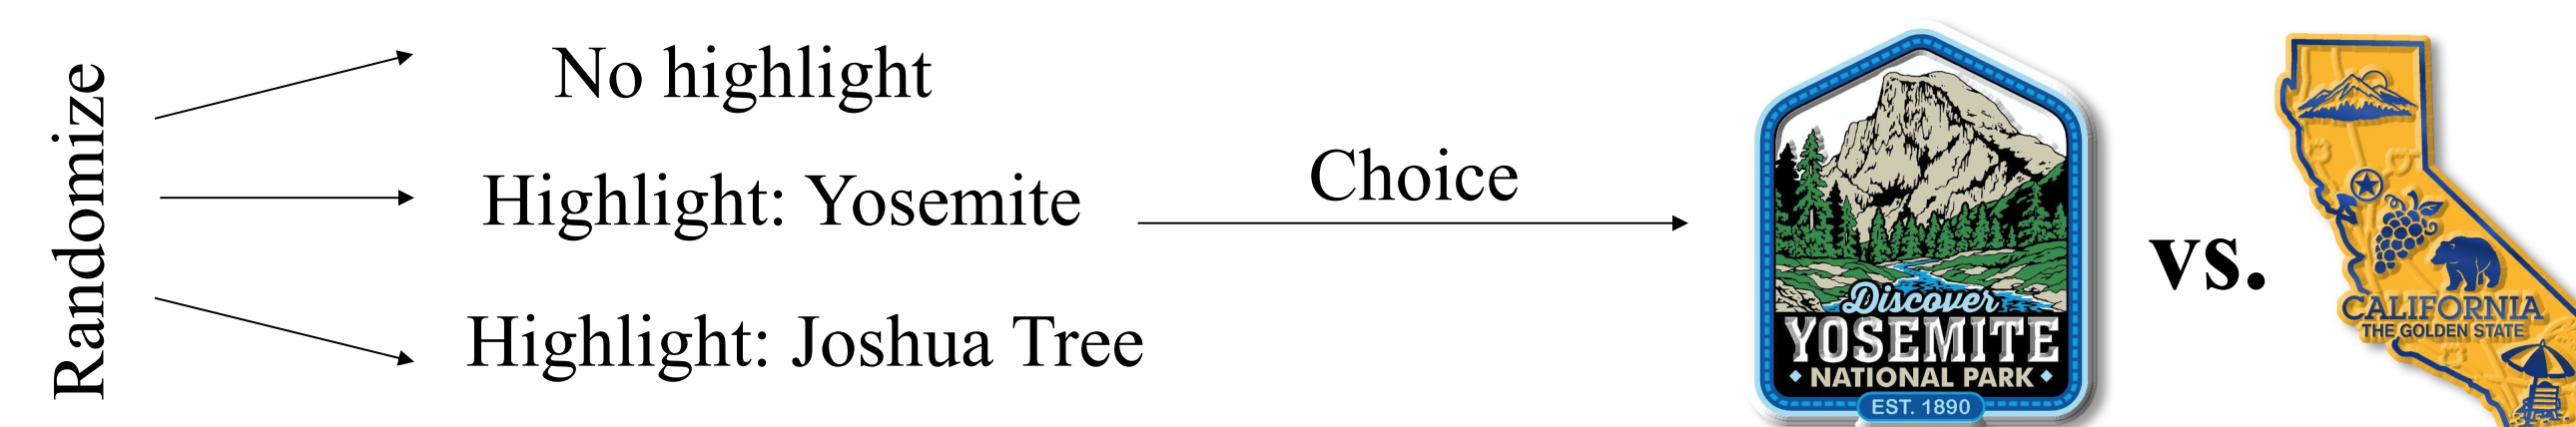 Randomize
No highlight
Highlight: Yosemite
Highlight: Joshua Tree
Choice
Discover
YOSEMITE
NATIONAL PARK
EST. 1890
vs.
CALIFORNIA
THE GOLDEN STATE